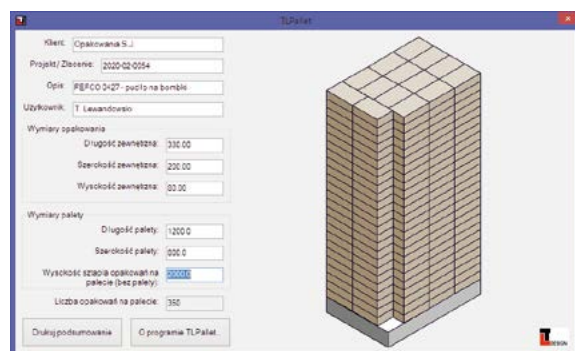 TLPallet
Klient: Opakowania S.J
Projekt/ Zlecenie: 2020-02-0054
Opis: FEFCO 0427 - pudło na bombki
Użytkownik: T. Lewandowski
Wymiary opakowania
Długość zewnętrzna: 330.00
Szerokość zewnętrzna: 200.00
Wysokość zewnętrzna: 80.00
Wymiary palety
Długość palety: 1200.0
Szerokość palety: 800.0
Wysokość sztapla opakowań na palecie (bez palety): 2000.0
Liczba opakowań na palecie: 350
Drukuj podsumowanie
O programie TLPallet..
DESIGN